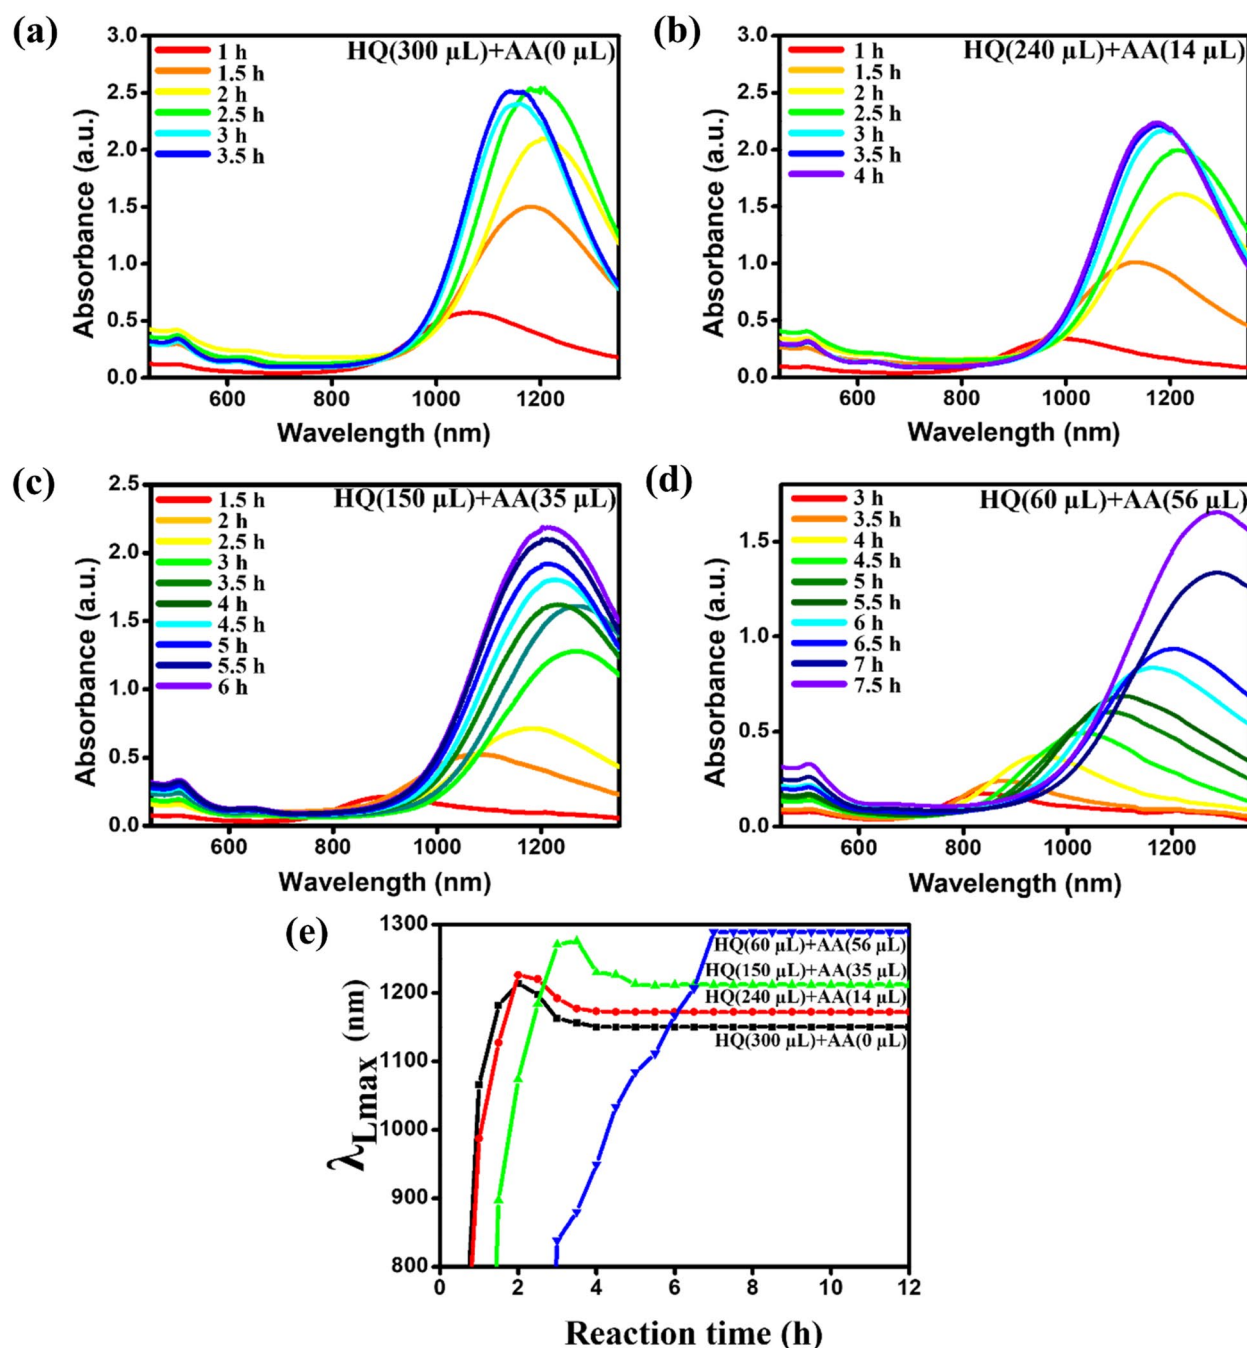 (a)
HQ(300 μL)+AA(0 μL)
1 h
1.5 h
2 h
2.5 h
3 h
3.5 h
3.0
2.5
2.0
1.5
1.0
0.5
0.0
Absorbance (a.u.)
600 800 1000 1200
Wavelength (nm)
(b)
HQ(240 μL)+AA(14 μL)
1 h
1.5 h
2 h
2.5 h
3 h
3.5 h
4 h
3.0
2.5
2.0
1.5
1.0
0.5
0.0
Absorbance (a.u.)
600 800 1000 1200
Wavelength (nm)
(c)
HQ(150 μL)+AA(35 μL)
1.5 h
2 h
2.5 h
3 h
3.5 h
4 h
4.5 h
5 h
5.5 h
6 h
2.5
2.0
1.5
1.0
0.5
0.0
Absorbance (a.u.)
600 800 1000 1200
Wavelength (nm)
(d)
HQ(60 μL)+AA(56 μL)
3 h
3.5 h
4 h
4.5 h
5 h
5.5 h
6 h
6.5 h
7 h
7.5 h
1.5
1.0
0.5
0.0
Absorbance (a.u.)
600 800 1000 1200
Wavelength (nm)
(e)
1300
1200
1100
1000
900
800
λLmax (nm)
HQ(60 μL)+AA(56 μL)
HQ(150 μL)+AA(35 μL)
HQ(240 μL)+AA(14 μL)
HQ(300 μL)+AA(0 μL)
0 2 4 6 8 10 12
Reaction time (h)